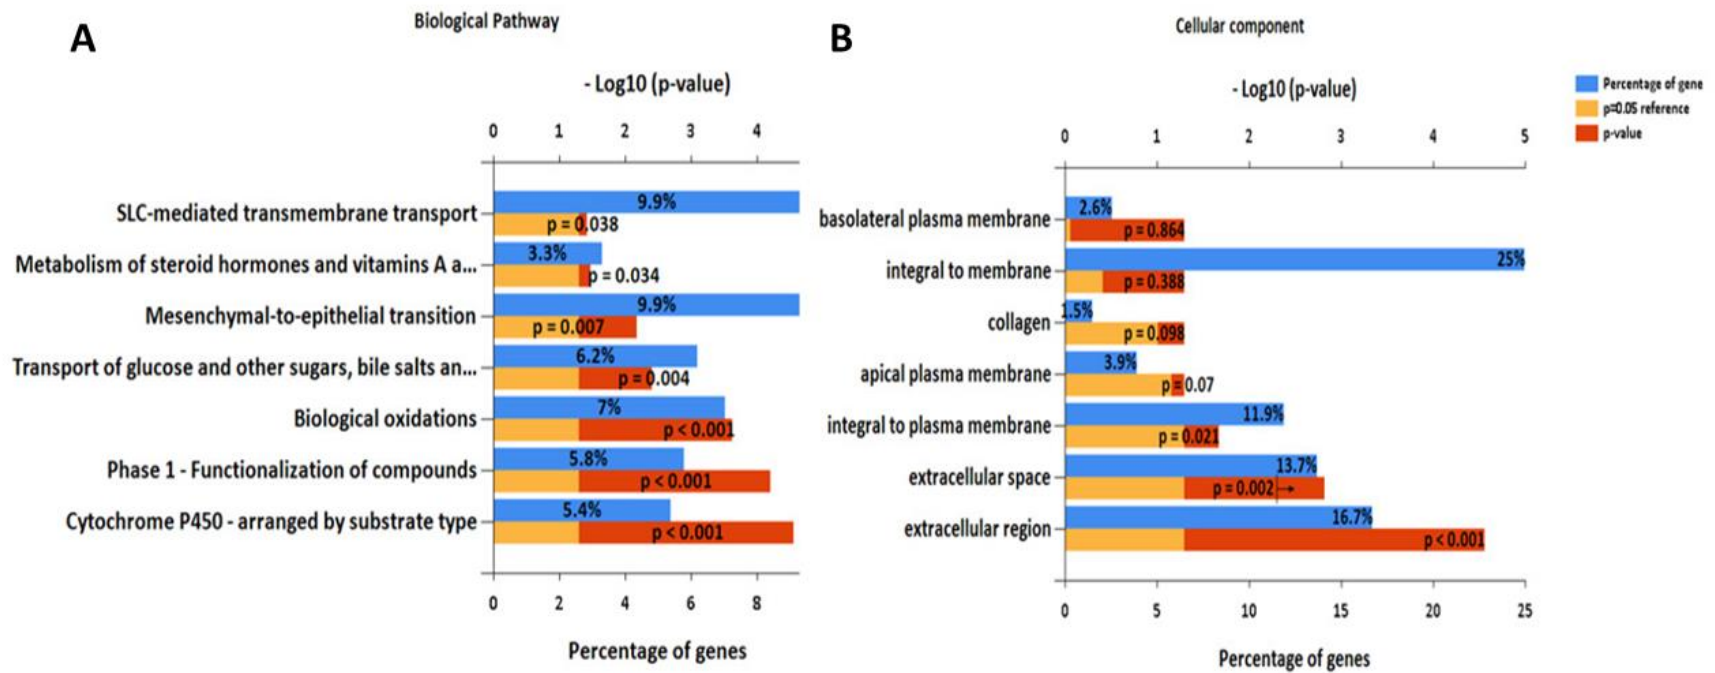 A
Biological Pathway
- Log10 (p-value)
0 1 2 3 4
SLC-mediated transmembrane transport
9.9%
p = 0.038
Metabolism of steroid hormones and vitamins A a...
3.3%
p = 0.034
Mesenchymal-to-epithelial transition
9.9%
p = 0.007
Transport of glucose and other sugars, bile salts an...
6.2%
p = 0.004
Biological oxidations
7%
p < 0.001
Phase 1 - Functionalization of compounds
5.8%
p < 0.001
Cytochrome P450 - arranged by substrate type
5.4%
p < 0.001
0 2 4 6 8
Percentage of genes
B
Cellular component
- Log10 (p-value)
0 1 2 3 4 5
basolateral plasma membrane
2.6%
p = 0.864
integral to membrane
25%
p = 0.388
collagen
1.5%
p = 0.098
apical plasma membrane
3.9%
p = 0.07
integral to plasma membrane
11.9%
p = 0.021
extracellular space
13.7%
p = 0.002→
extracellular region
16.7%
p < 0.001
0 5 10 15 20 25
Percentage of genes
Percentage of gene
p=0.05 reference
p-value